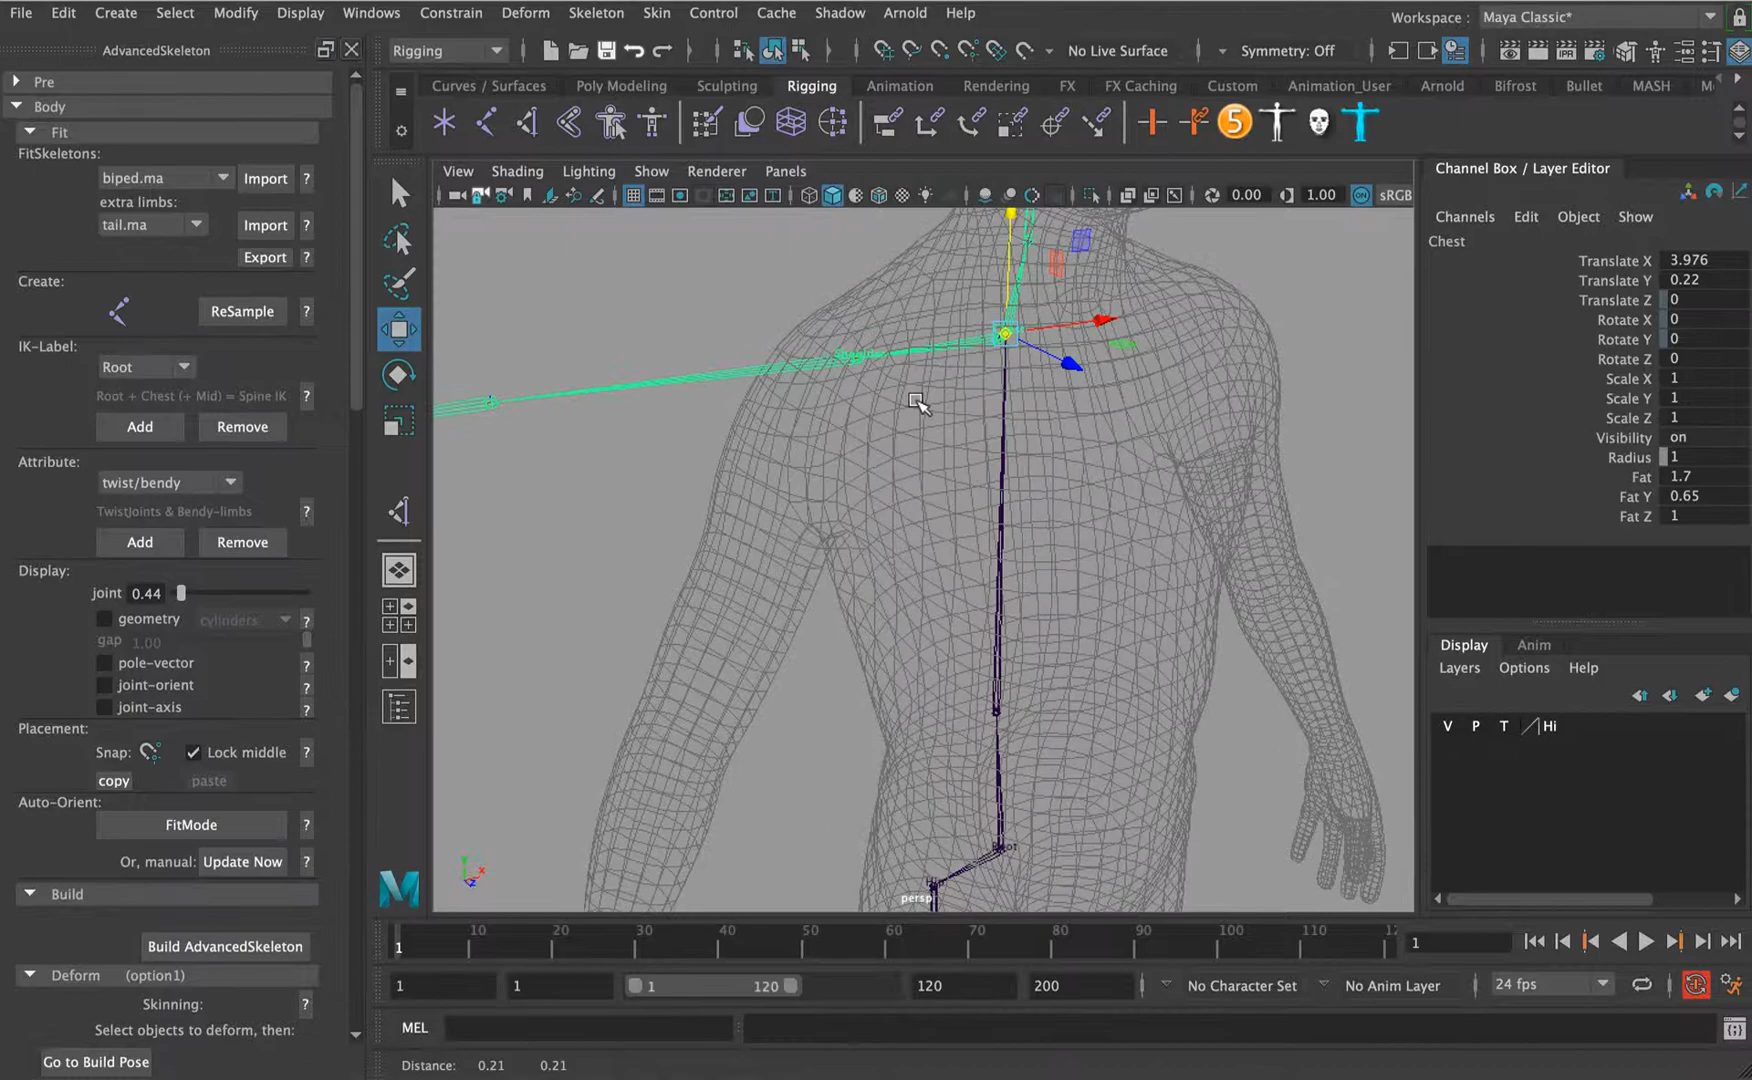 File Edit Create Select Modify Display Windows Constrain Deform Skeleton Skin Control Cache Shadow Arnold Help
Workspace : Maya Classic*
AdvancedSkeleton
Rigging
No Live Surface
Symmetry: Off
Curves / Surfaces Poly Modeling Sculpting Rigging Animation Rendering FX FX Caching Custom Animation_User Arnold Bifrost Bullet MASH
5
Pre
Body
Fit
FitSkeletons:
biped.ma
Import
?
extra limbs:
tail.ma
Import
?
Export
?
Create:
ReSample
?
IK-Label:
Root
Root + Chest (+ Mid) = Spine IK
?
Add
Remove
Attribute:
twist/bendy
TwistJoints & Bendy-limbs
?
Add
Remove
Display:
joint 0.44
geometry
cylinders
?
gap 1.00
pole-vector
?
joint-orient
?
joint-axis
?
Placement:
Snap:
Lock middle
?
copy
paste
Auto-Orient:
FitMode
?
Or, manual:
Update Now
?
Build
Build AdvancedSkeleton
Deform (option1)
Skinning:
?
Select objects to deform, then:
Go to Build Pose
View Shading Lighting Show Renderer Panels
0.00
1.00
ON
sRGB
persp
Channel Box / Layer Editor
Channels Edit Object Show
Chest
Translate X 3.976
Translate Y 0.22
Translate Z 0
Rotate X 0
Rotate Y 0
Rotate Z 0
Scale X 1
Scale Y 1
Scale Z 1
Visibility on
Radius 1
Fat 1.7
Fat Y 0.65
Fat Z 1
Display Anim
Layers Options Help
V P T Hi
1 10 20 30 40 50 60 70 80 90 100 110 12
1
1 1 1 120 120 200
No Character Set
No Anim Layer
24 fps
MEL
Distance: 0.21 0.21